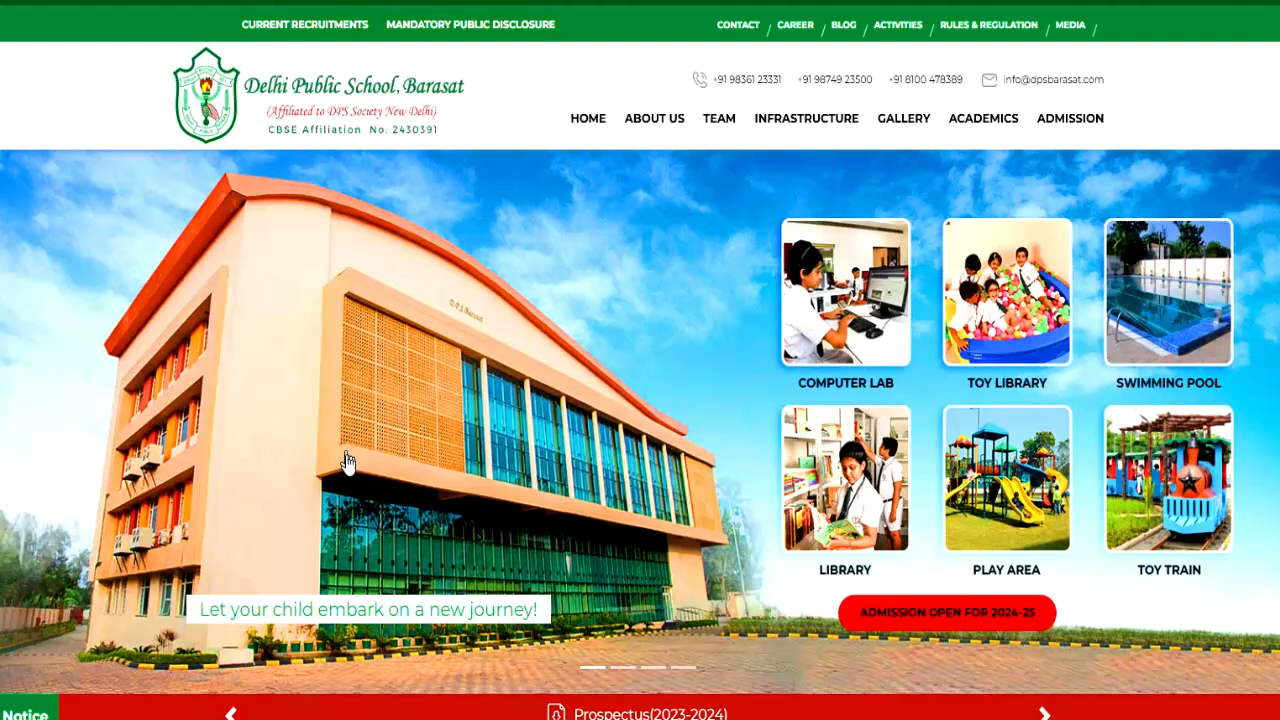 CURRENT RECRUITMENTS MANDATORY PUBLIC DISCLOSURE CONTACT / CAREER / BLOG / ACTIVITIES / RULES & REGULATION / MEDIA /
Delhi Public School, Barasat
(Affiliated to DPS Society New Delhi)
CBSE Affiliation No: 2430391
+91 98361 23331 +91 98749 23500 +91 8100 478389 info@dpsbarasat.com
HOME ABOUT US TEAM INFRASTRUCTURE GALLERY ACADEMICS ADMISSION
D.P.S Barasat
COMPUTER LAB TOY LIBRARY SWIMMING POOL
LIBRARY PLAY AREA TOY TRAIN
Let your child embark on a new journey!
ADMISSION OPEN FOR 2024-25
Notice Prospectus(2023-2024)